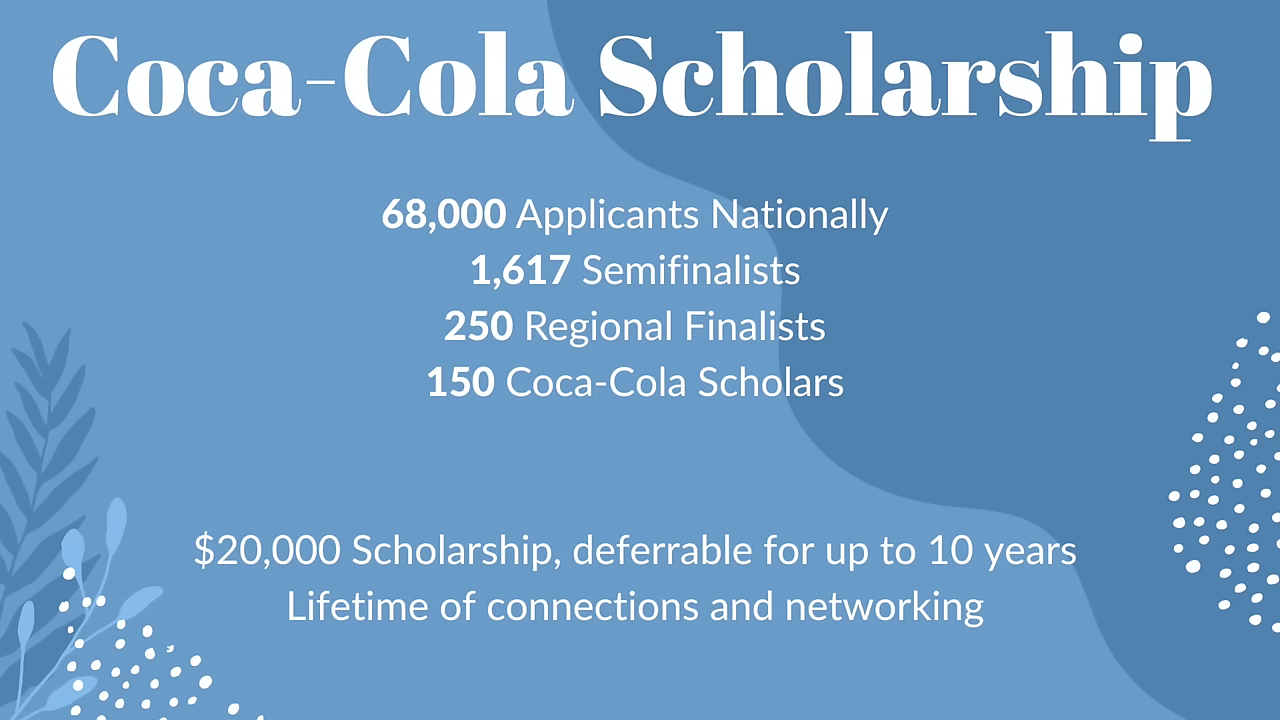 Coca-Cola Scholarship
68,000 Applicants Nationally
1,617 Semifinalists
250 Regional Finalists
150 Coca-Cola Scholars
$20,000 Scholarship, deferrable for up to 10 years
Lifetime of connections and networking